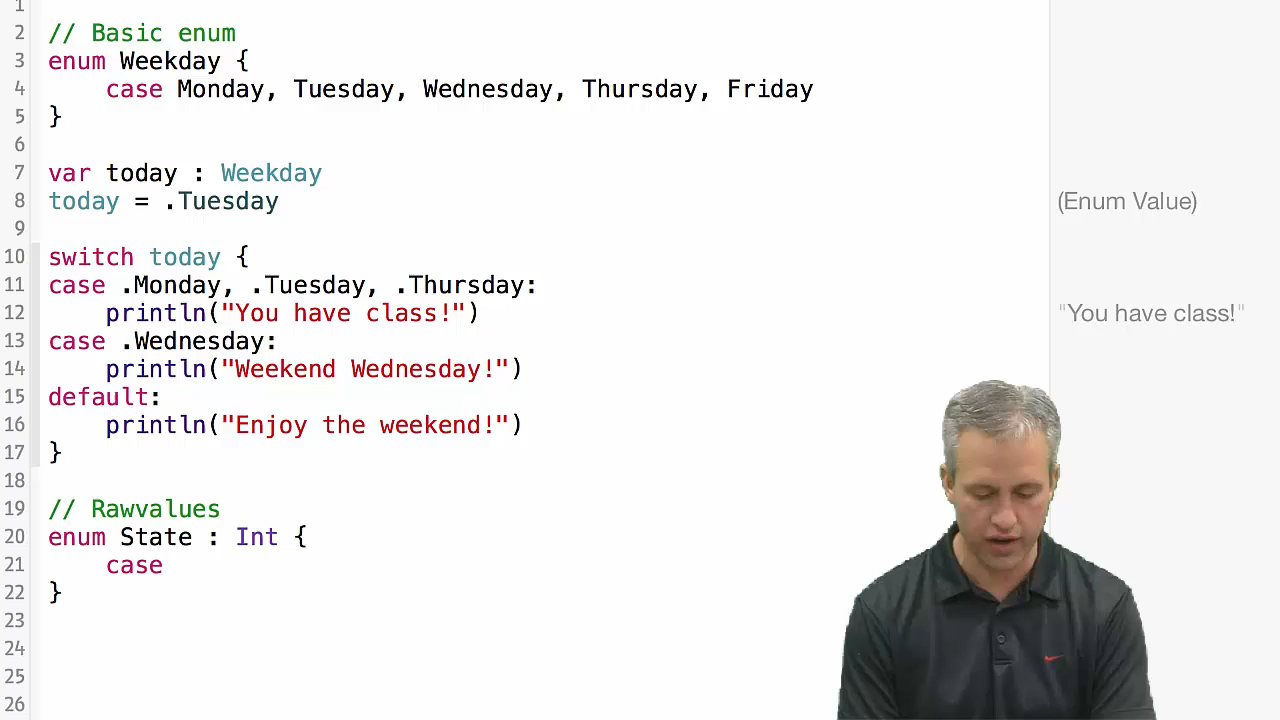 1
2 // Basic enum
3 enum Weekday {
4     case Monday, Tuesday, Wednesday, Thursday, Friday
5 }
6
7 var today : Weekday
8 today = .Tuesday (Enum Value)
9
10 switch today {
11 case .Monday, .Tuesday, .Thursday:
12     println("You have class!") "You have class!"
13 case .Wednesday:
14     println("Weekend Wednesday!")
15 default:
16     println("Enjoy the weekend!")
17 }
18
19 // Rawvalues
20 enum State : Int {
21     case
22 }
23
24
25
26